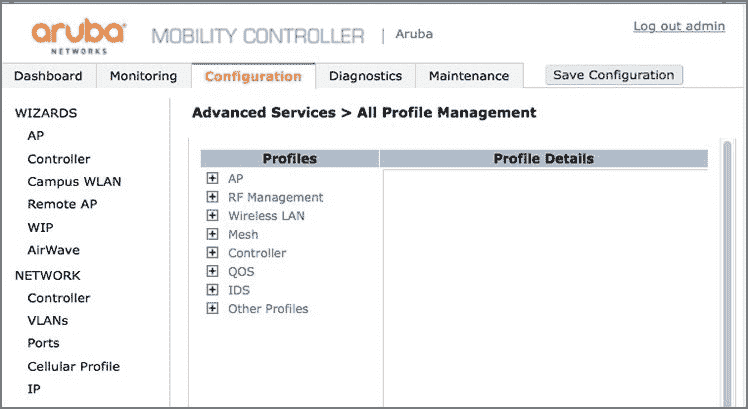 aruba NETWORKS MOBILITY CONTROLLER | Aruba Log out admin
Dashboard Monitoring Configuration Diagnostics Maintenance Save Configuration
WIZARDS
AP
Controller
Campus WLAN
Remote AP
WIP
AirWave
NETWORK
Controller
VLANs
Ports
Cellular Profile
IP
Advanced Services > All Profile Management
Profiles Profile Details
AP
RF Management
Wireless LAN
Mesh
Controller
QOS
IDS
Other Profiles